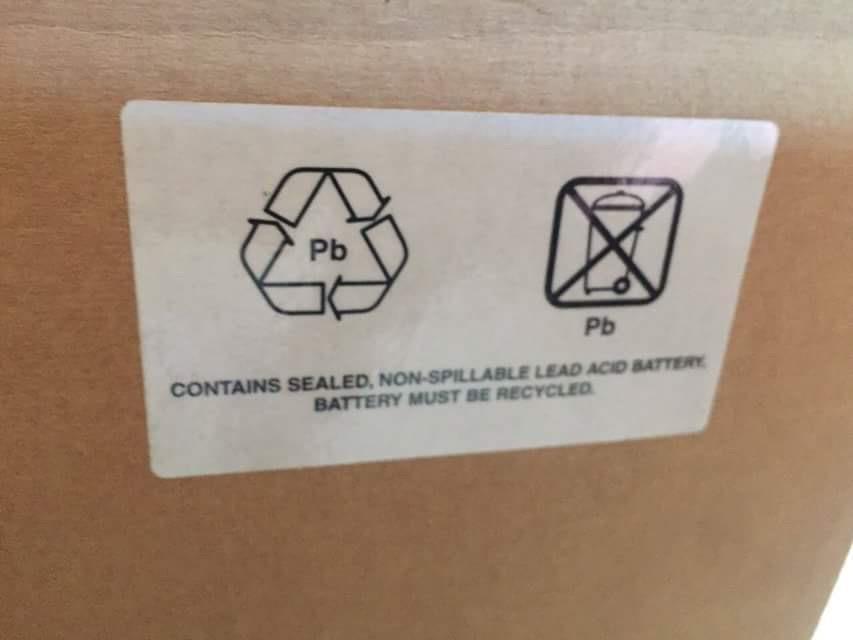 Pb
Pb
CONTAINS SEALED, NON-SPILLABLE LEAD ACID BATTERY.
BATTERY MUST BE RECYCLED.